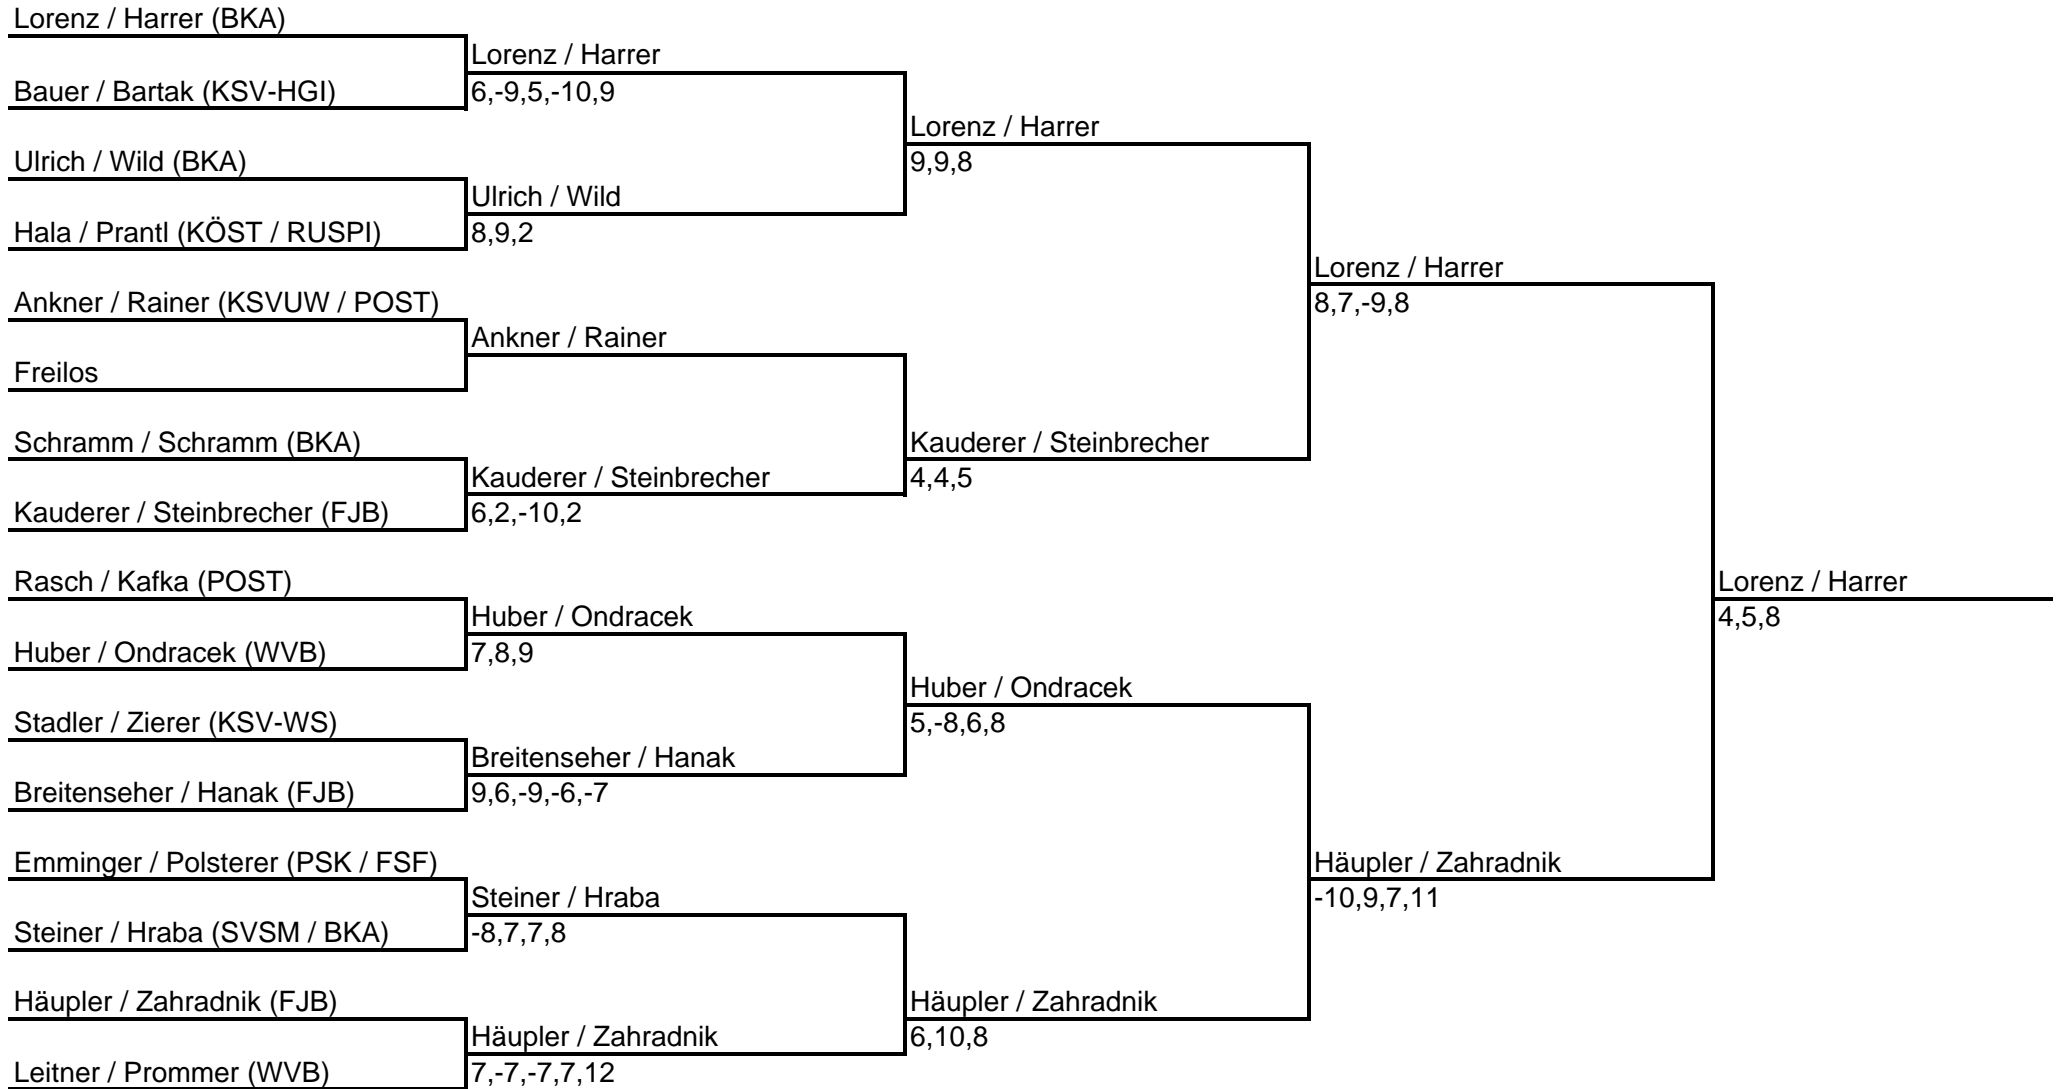 Lorenz / Harrer (BKA)
Lorenz / Harrer
Bauer / Bartak (KSV-HGI)
6,-9,5,-10,9
Lorenz / Harrer
Ulrich / Wild (BKA)
9,9,8
Ulrich / Wild
Hala / Prantl (KÖST / RUSPI)
8,9,2
Lorenz / Harrer
Ankner / Rainer (KSVUW / POST)
8,7,-9,8
Ankner / Rainer
Freilos
Schramm / Schramm (BKA)
Kauderer / Steinbrecher
Kauderer / Steinbrecher
4,4,5
Kauderer / Steinbrecher (FJB)
6,2,-10,2
Rasch / Kafka (POST)
Lorenz / Harrer
Huber / Ondracek
4,5,8
Huber / Ondracek (WVB)
7,8,9
Huber / Ondracek
Stadler / Zierer (KSV-WS)
5,-8,6,8
Breitenseher / Hanak
Breitenseher / Hanak (FJB)
9,6,-9,-6,-7
Emminger / Polsterer (PSK / FSF)
Häupler / Zahradnik
Steiner / Hraba
-10,9,7,11
Steiner / Hraba (SVSM / BKA)
-8,7,7,8
Häupler / Zahradnik (FJB)
Häupler / Zahradnik
Häupler / Zahradnik
6,10,8
Leitner / Prommer (WVB)
7,-7,-7,7,12